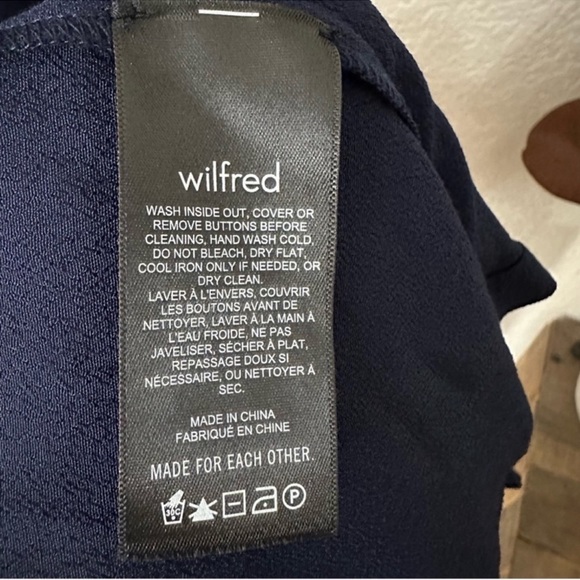 wilfred
WASH INSIDE OUT, COVER OR
REMOVE BUTTONS BEFORE
CLEANING, HAND WASH COLD,
DO NOT BLEACH, DRY FLAT,
COOL IRON ONLY IF NEEDED, OR
DRY CLEAN.
LAVER À L'ENVERS, COUVRIR
LES BOUTONS AVANT DE
NETTOYER, LAVER À LA MAIN À
L'EAU FROIDE, NE PAS
JAVELISER, SÉCHER À PLAT,
REPASSAGE DOUX SI
NÉCESSAIRE, OU NETTOYER À
SEC.
MADE IN CHINA
FABRIQUÉ EN CHINE
MADE FOR EACH OTHER.
30C P